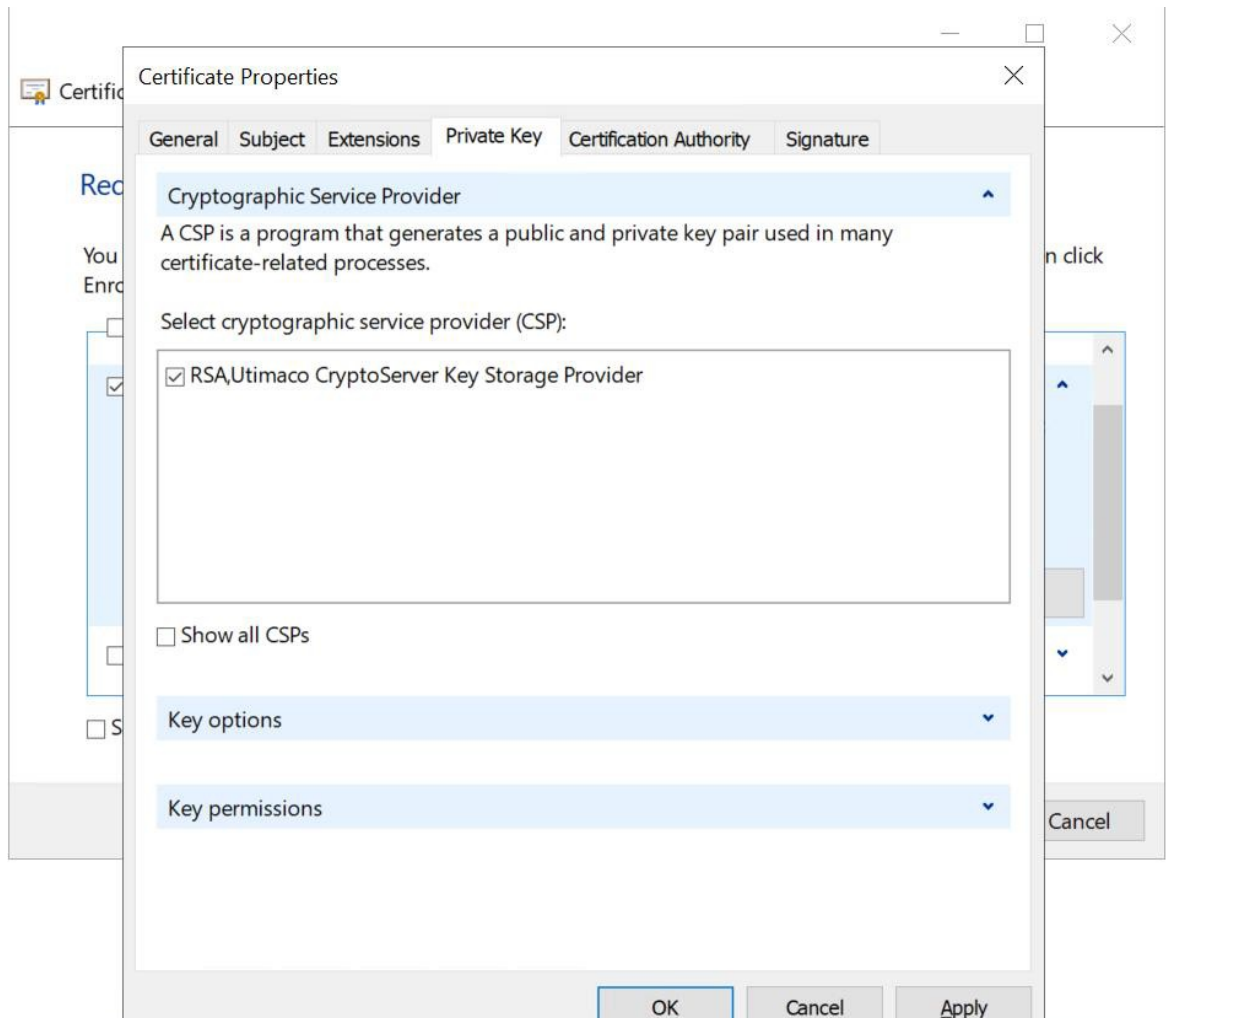 Certificate Properties
Certific
General Subject Extensions Private Key Certification Authority Signature
Cryptographic Service Provider
A CSP is a program that generates a public and private key pair used in many
certificate-related processes.
You
n click
Select cryptographic service provider (CSP):
RSA,Utimaco CryptoServer Key Storage Provider
Show all CSPs
Key options
Key permissions
Cancel
OK Cancel Apply